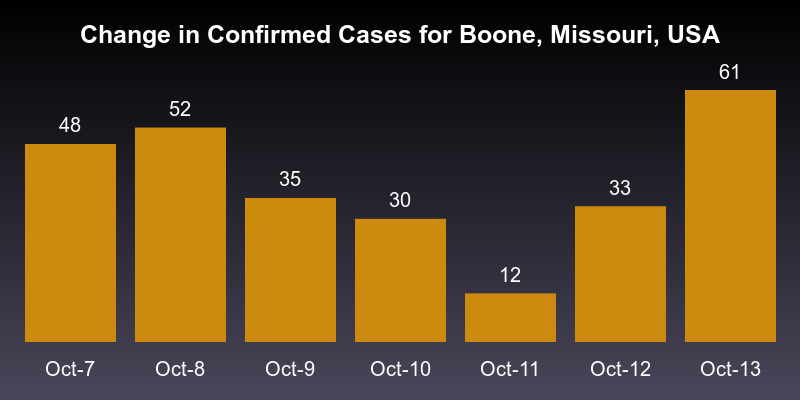 Change in Confirmed Cases for Boone, Missouri, USA
48
52
35
30
12
33
61
Oct-7
Oct-8
Oct-9
Oct-10
Oct-11
Oct-12
Oct-13